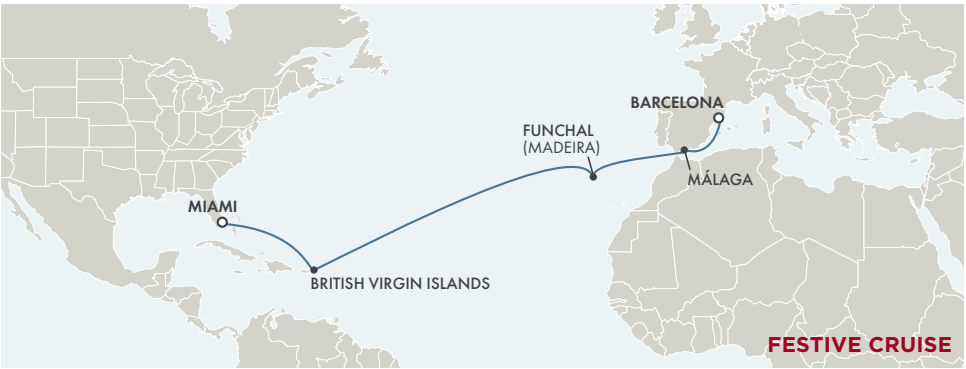 BARCELONA
FUNCHAL
(MADEIRA)
MÁLAGA
MIAMI
BRITISH VIRGIN ISLANDS
FESTIVE CRUISE